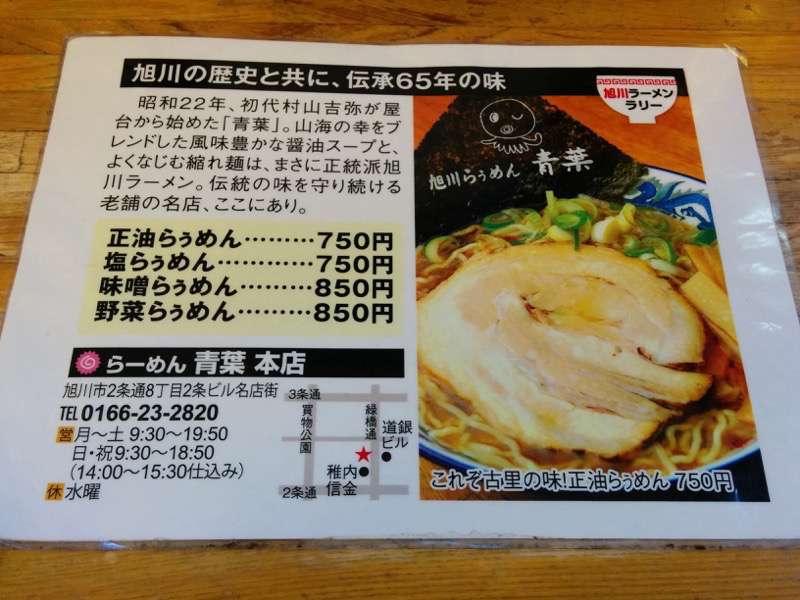 旭川の歴史と共に、伝承65年の味
昭和22年、初代村山吉弥が屋
台から始めた「青葉」。山海の幸をブ
レンドした風味豊かな醤油スープと、
よくなじむ縮れ麺は、まさに正統派旭
川ラーメン。伝統の味を守り続ける
老舗の名店、ここにあり。
正油らぅめん………750円
塩らぅめん…………750円
味噌らぅめん………850円
野菜らぅめん………850円
らーめん 青葉 本店
旭川市2条通8丁目2条ビル名店街
TEL 0166-23-2820
営 月〜土 9:30〜19:50
日・祝9:30〜18:50
(14:00〜15:30仕込み)
休 水曜
3条通
買物公園
緑橋通
道銀
ビル
稚内
信金
2条通
旭川ラーメン
ラリー
旭川らぅめん 青葉
これぞ古里の味!正油らぅめん 750円